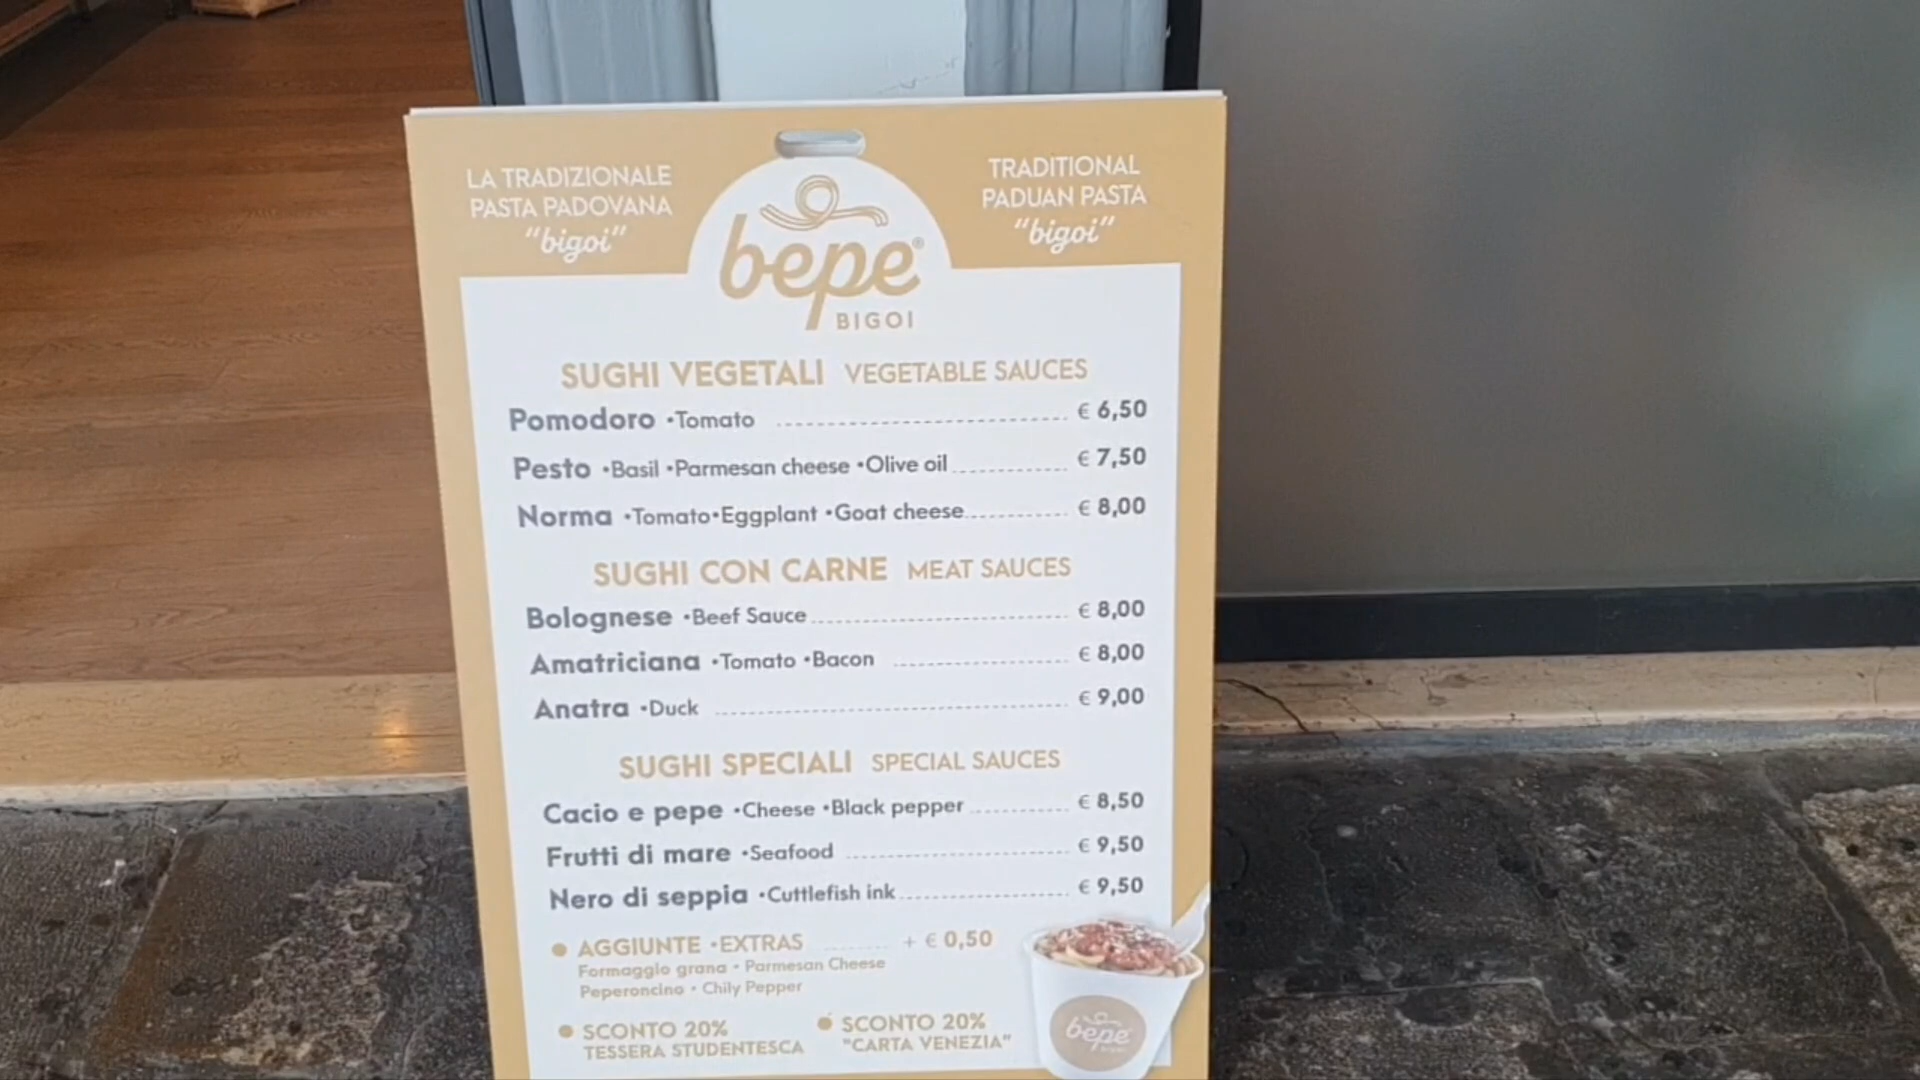 LA TRADIZIONALE
PASTA PADOVANA
"bigoi"
TRADITIONAL
PADUAN PASTA
"bigoi"
bepe®
BIGOI
SUGHI VEGETALI VEGETABLE SAUCES
Pomodoro •Tomato € 6,50
Pesto •Basil •Parmesan cheese •Olive oil € 7,50
Norma •Tomato•Eggplant •Goat cheese € 8,00
SUGHI CON CARNE MEAT SAUCES
Bolognese •Beef Sauce € 8,00
Amatriciana •Tomato •Bacon € 8,00
Anatra •Duck € 9,00
SUGHI SPECIALI SPECIAL SAUCES
Cacio e pepe •Cheese •Black pepper € 8,50
Frutti di mare •Seafood € 9,50
Nero di seppia •Cuttlefish ink € 9,50
• AGGIUNTE •EXTRAS + € 0,50
Formaggio grana • Parmesan Cheese
Peperoncino • Chily Pepper
• SCONTO 20%
TESSERA STUDENTESCA
• SCONTO 20%
"CARTA VENEZIA"
bepe